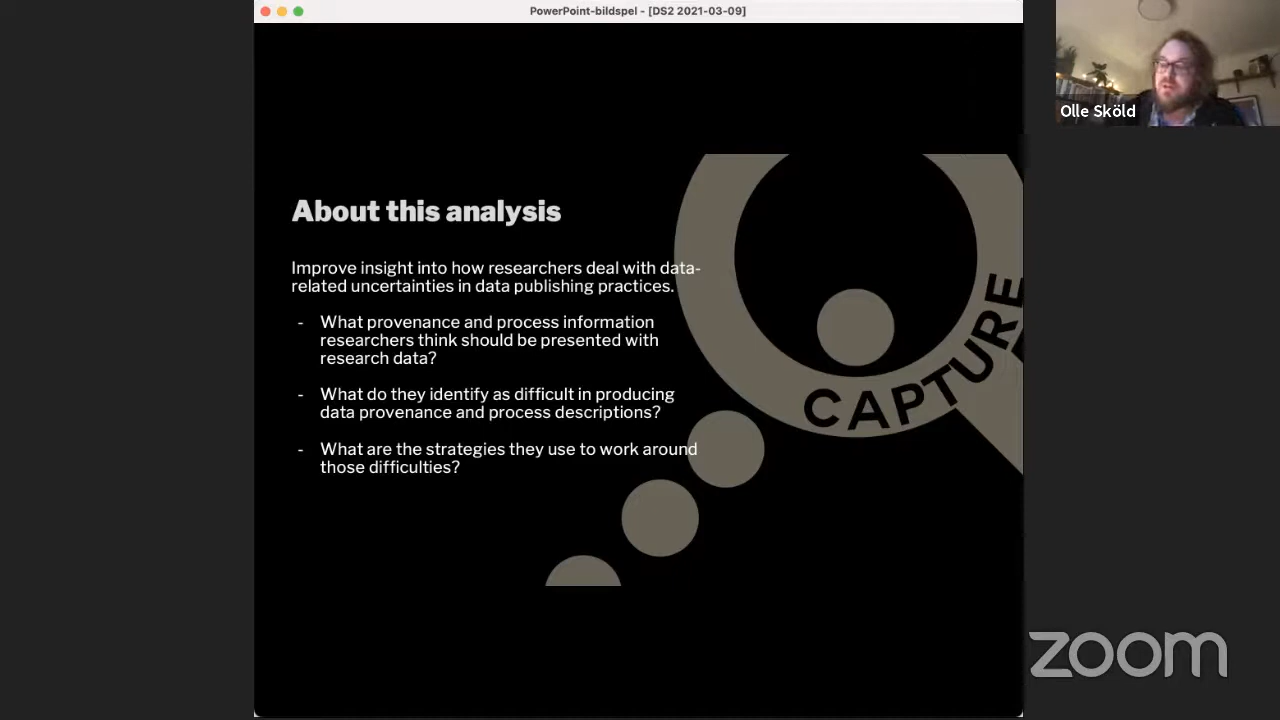 PowerPoint-bildspel - [DS2 2021-03-09]
Olle Sköld
About this analysis
Improve insight into how researchers deal with data-
related uncertainties in data publishing practices.
- What provenance and process information
researchers think should be presented with
research data?
- What do they identify as difficult in producing
data provenance and process descriptions?
- What are the strategies they use to work around
those difficulties?
CAPTURE
zoom